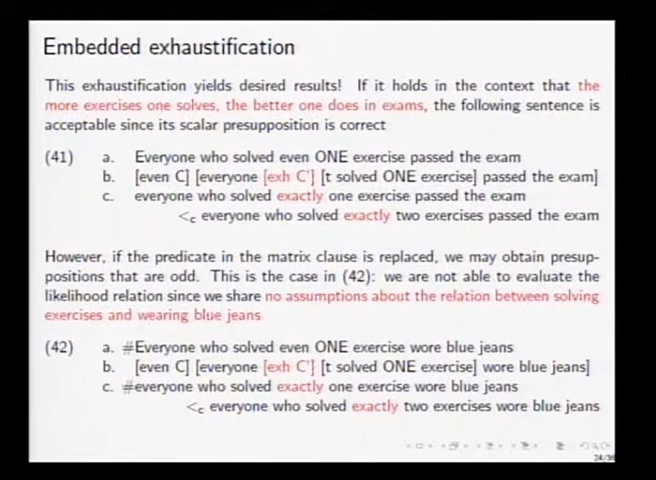 Embedded exhaustification
This exhaustification yields desired results! If it holds in the context that the
more exercises one solves, the better one does in exams, the following sentence is
acceptable since its scalar presupposition is correct
(41) a. Everyone who solved even ONE exercise passed the exam
b. [even C] [everyone [exh C'] [t solved ONE exercise] passed the exam]
c. everyone who solved exactly one exercise passed the exam
<c everyone who solved exactly two exercises passed the exam
However, if the predicate in the matrix clause is replaced, we may obtain presup-
positions that are odd. This is the case in (42): we are not able to evaluate the
likelihood relation since we share no assumptions about the relation between solving
exercises and wearing blue jeans
(42) a. #Everyone who solved even ONE exercise wore blue jeans
b. [even C] [everyone [exh C'] [t solved ONE exercise] wore blue jeans]
c. #everyone who solved exactly one exercise wore blue jeans
<c everyone who solved exactly two exercises wore blue jeans